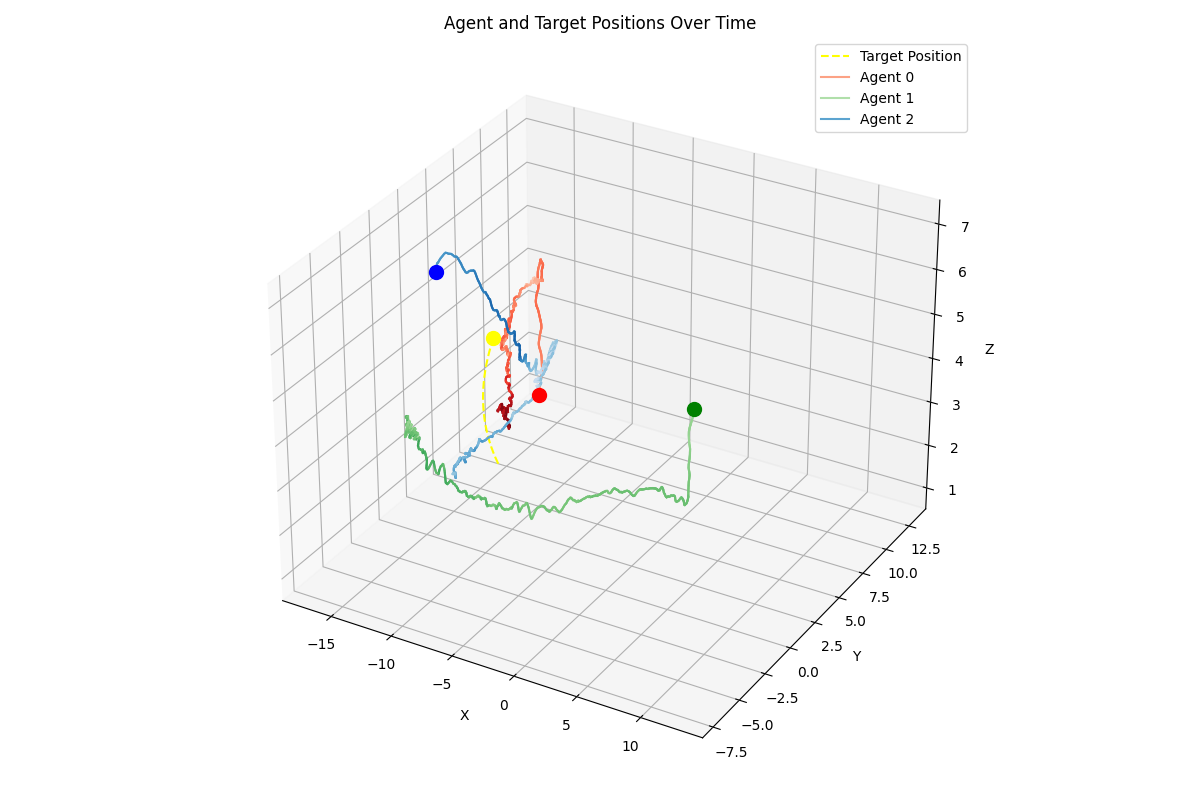 Agent and Target Positions Over Time
Target Position
Agent 0
Agent 1
Agent 2
7
6
5
4
3
2
1
Z
12.5
10.0
7.5
5.0
2.5
0.0
−2.5
−5.0
−7.5
Y
−15
−10
−5
0
5
10
X